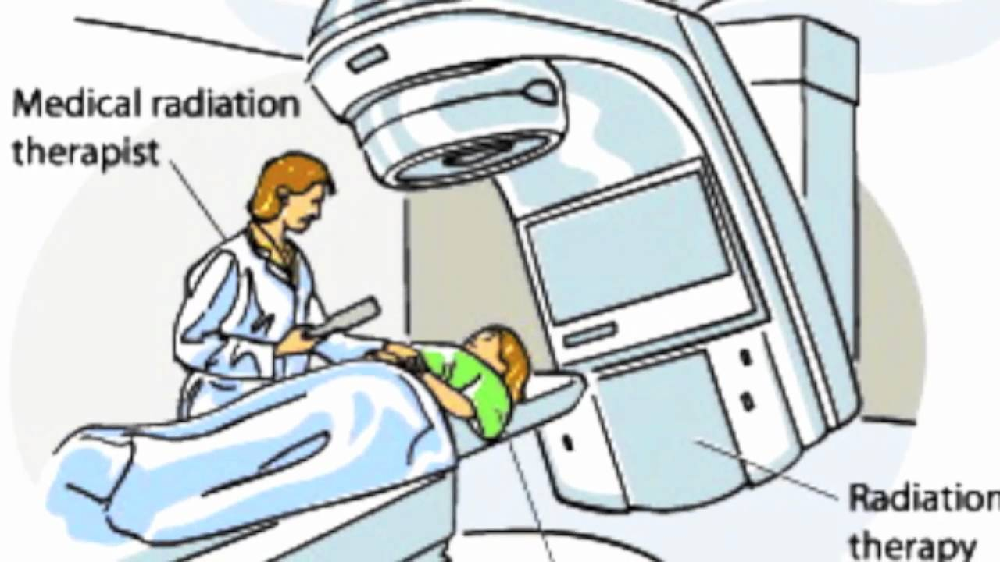 Medical radiation
therapist
Radiation
therapy